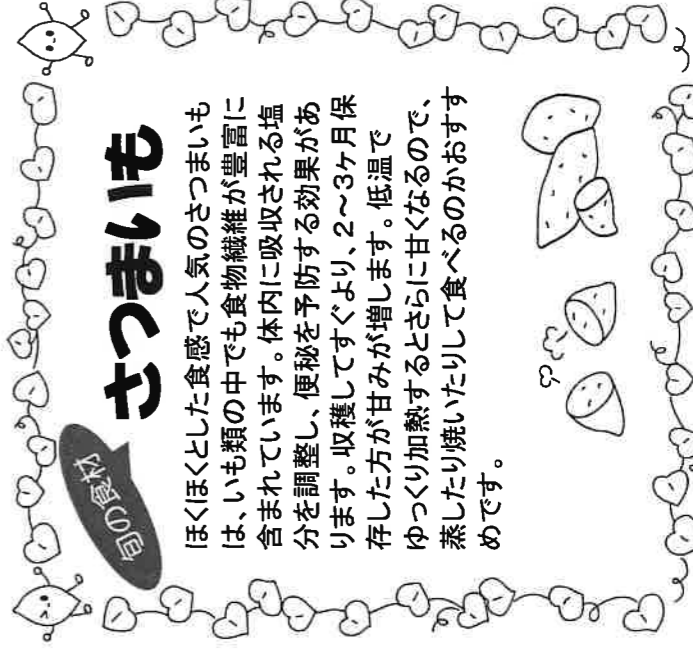 旬の食材
さつまいも
ほくほくとした食感で人気のさつまいも
は、いも類の中でも食物繊維が豊富に
含まれています。体内に吸収される塩
分を調整し、便秘を予防する効果があ
ります。収穫してすぐより、2～3ヶ月保
存した方が甘みが増します。低温で
ゆっくり加熱するとさらに甘くなるので、
蒸したり焼いたりして食べるのかおすす
めです。